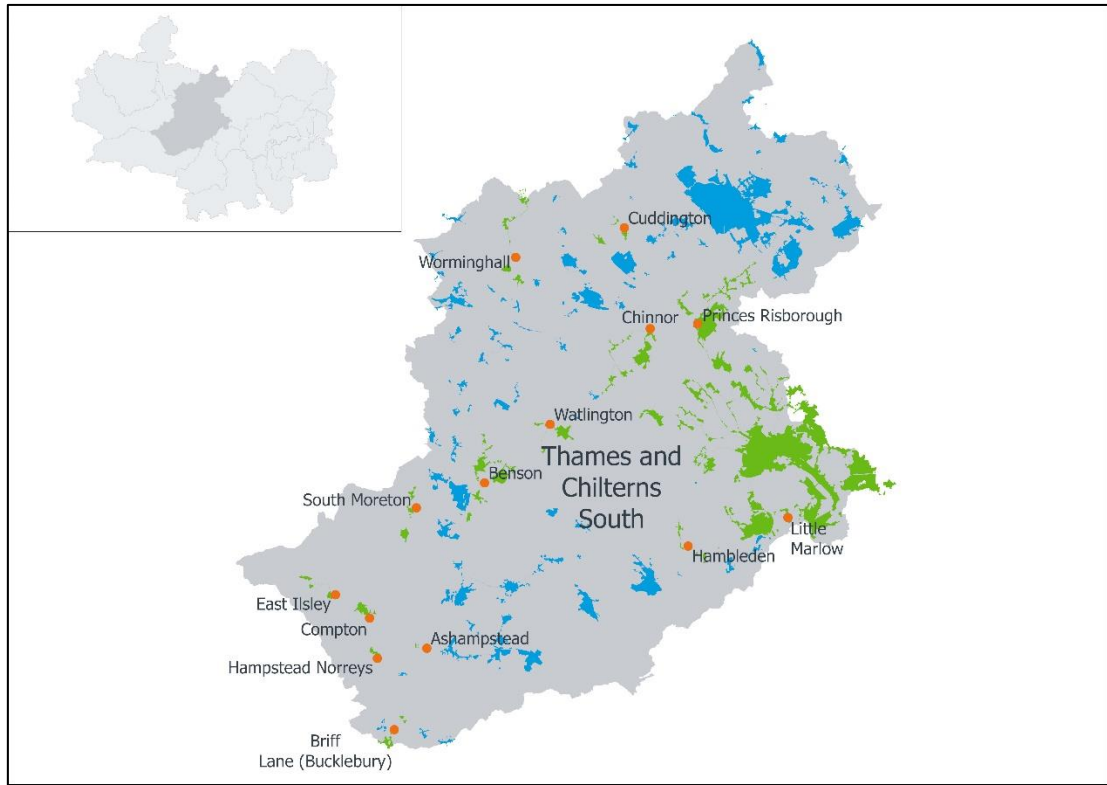 Cuddington
Worminghall
Chinnor
Princes Risborough
Watlington
Thames and
Chilterns
South
Benson
South Moreton
Little
Marlow
Hambleden
East Ilsley
Compton
Ashampstead
Hampstead Norreys
Briff
Lane (Bucklebury)